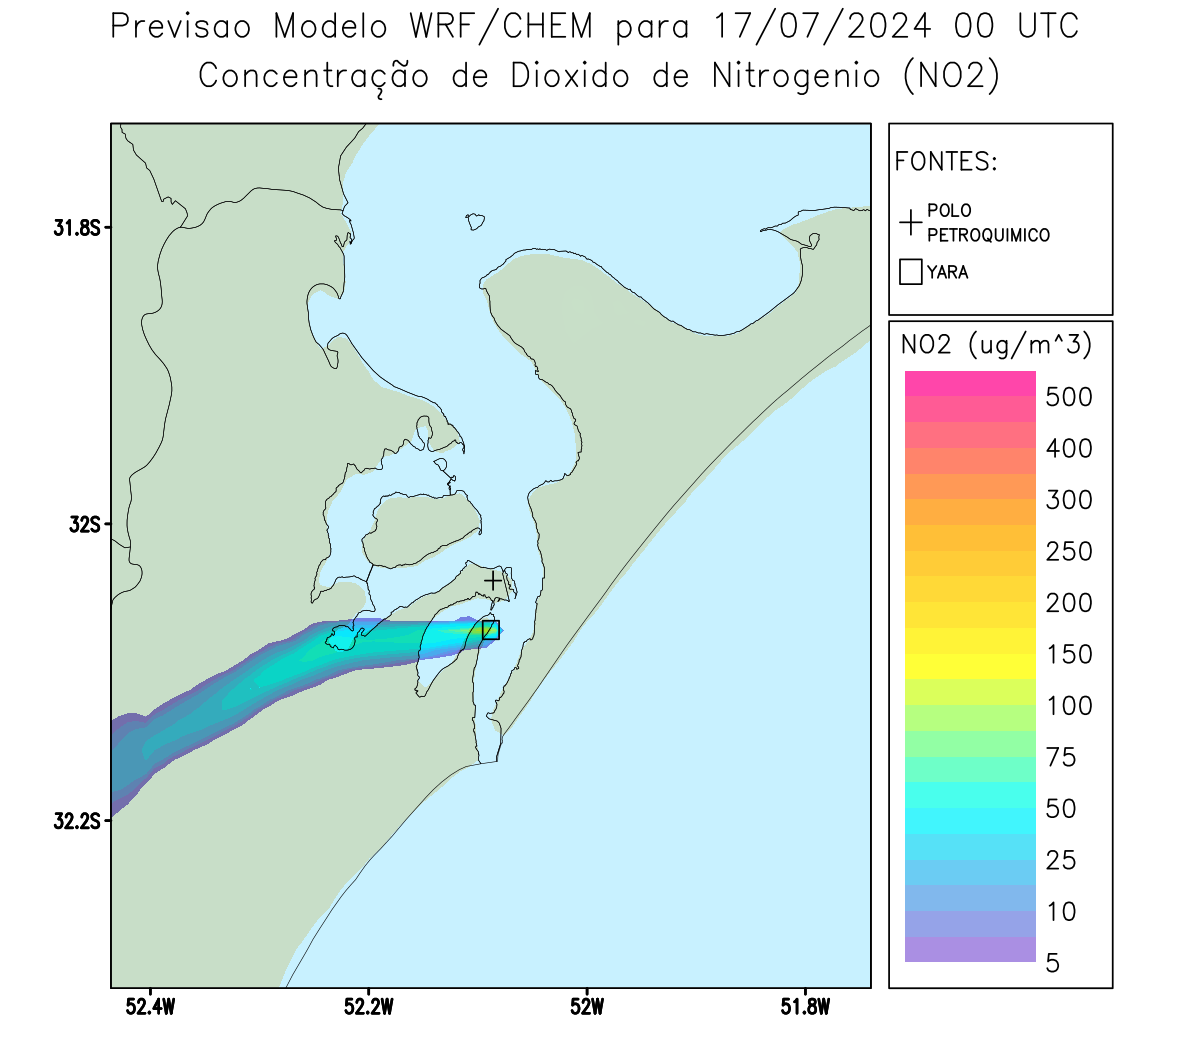 Previsao Modelo WRF/CHEM para 17/07/2024 00 UTC
Concentração de Dioxido de Nitrogenio (NO2)
FONTES:
POLO
PETROQUIMICO
YARA
NO2 (ug/m^3)
500
400
300
250
200
150
100
75
50
25
10
5
31.8S
32S
32.2S
52.4W
52.2W
52W
51.8W